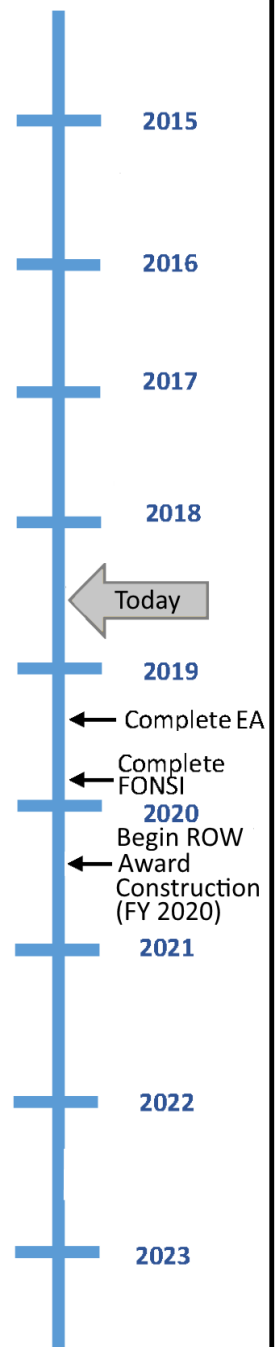 2015
2016
2017
2018
Today
2019
Complete EA
Complete
FONSI
2020
Begin ROW
Award
Construction
(FY 2020)
2021
2022
2023